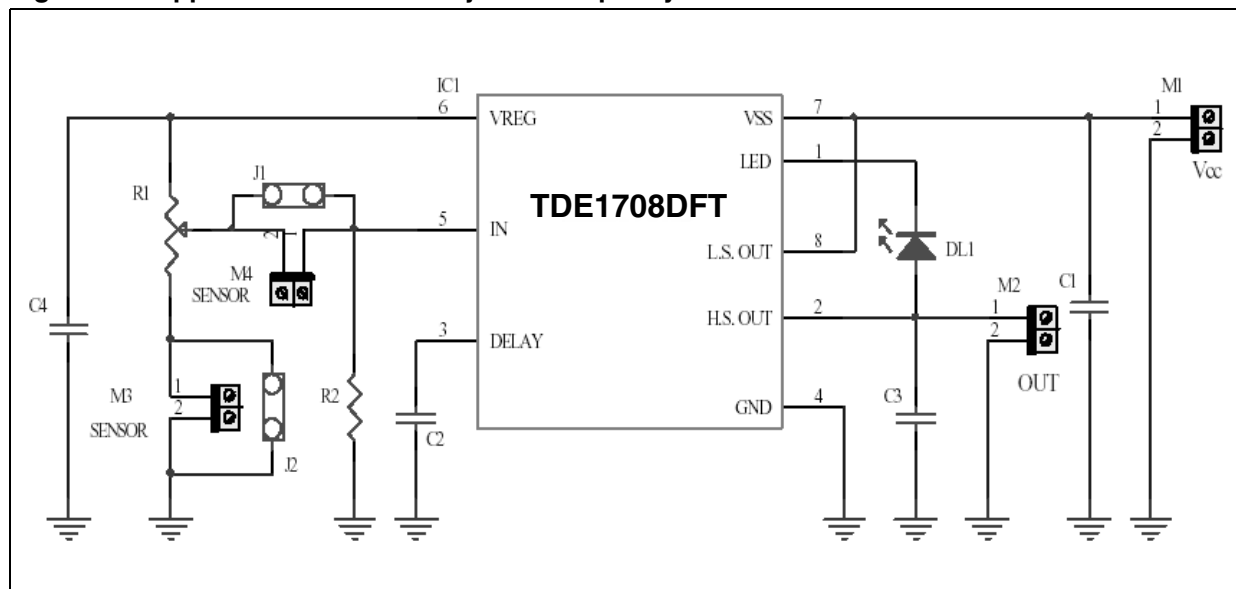 IC1
M1
6
VREG
VSS
7
1
2
Vcc
LED
1
J1
R1
TDE1708DFT
2
1
5
IN
L.S. OUT
8
DL1
M4
SENSOR
C4
M2
C1
H.S. OUT
2
1
2
OUT
3
DELAY
M3
SENSOR
1
2
R2
C2
GND
4
C3
J2